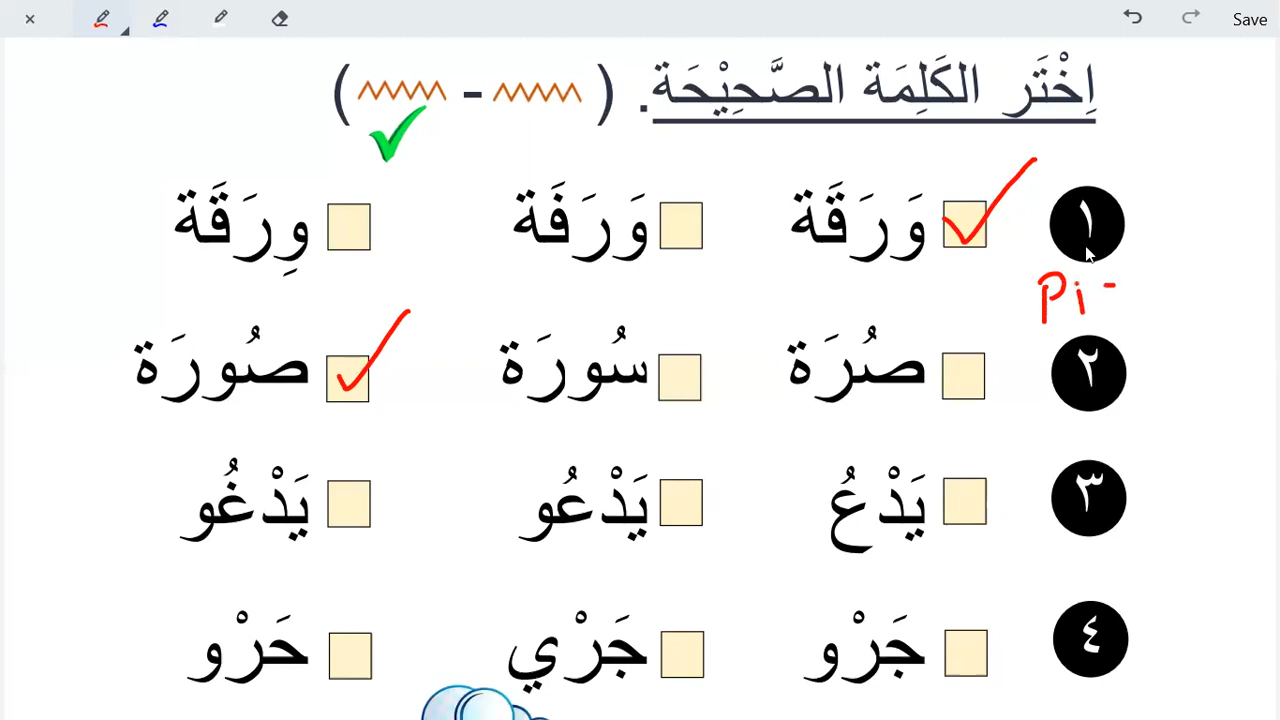 Save
اِخْتَر الكَلِمَة الصَّحِيْحَة. ( - )
١ وَرَقَة وَرَفَة وِرَقَة
Pi -
٢ صُرَة سُورَة صُورَة
٣ يَدْعُ يَدْعُو يَدْغُو
٤ جَرْو جَرْي حَرْو